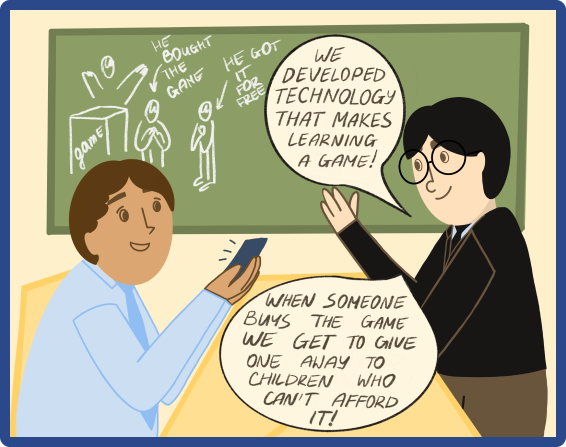 HE
BOUGHT
THE
GAME
HE GOT
IT
FOR
FREE
game
WE
DEVELOPED
TECHNOLOGY
THAT MAKES
LEARNING
A GAME!
WHEN SOMEONE
BUYS THE GAME
WE GET TO GIVE
ONE AWAY TO
CHILDREN WHO
CAN'T AFFORD
IT!